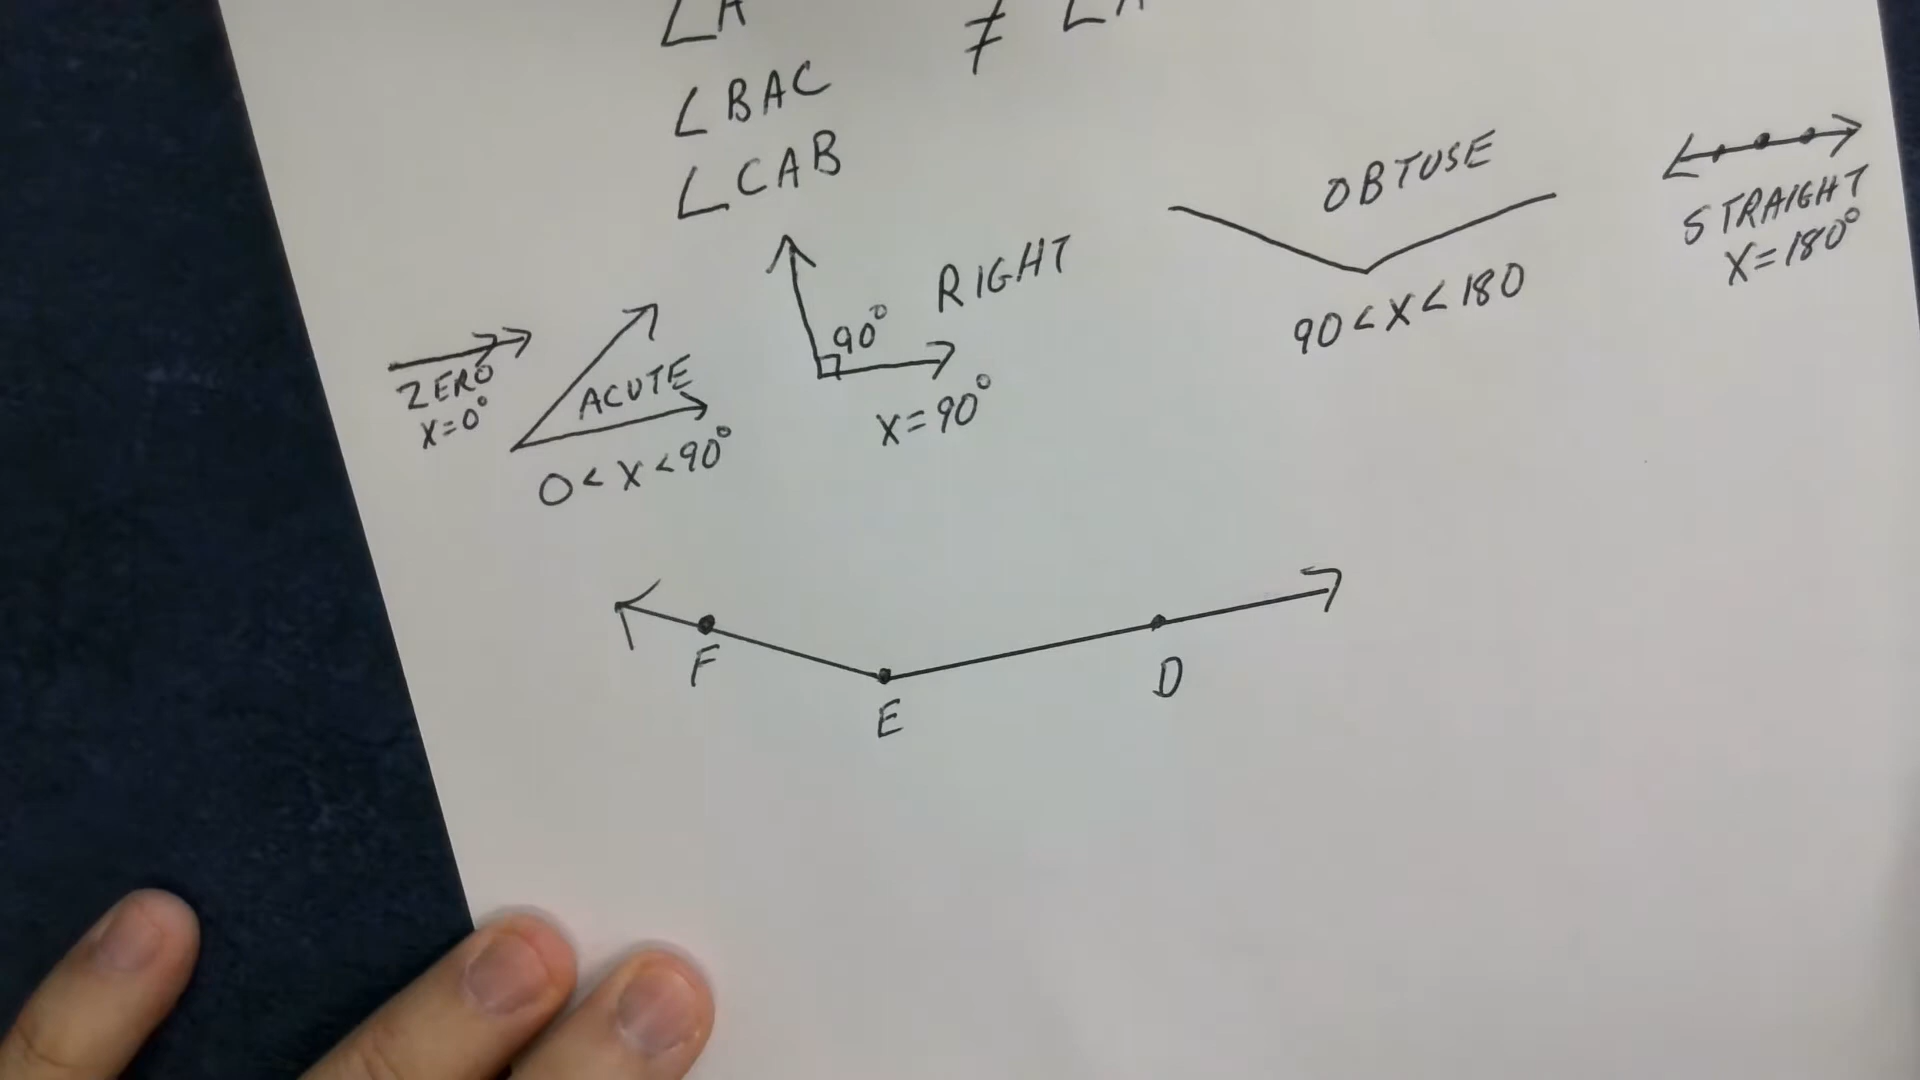 ∠A ≠ ∠A
∠BAC
∠CAB
ZERO
X=0°
ACUTE
0<X<90°
90°
RIGHT
X=90°
OBTUSE
90<X<180
STRAIGHT
X=180°
F
E
D